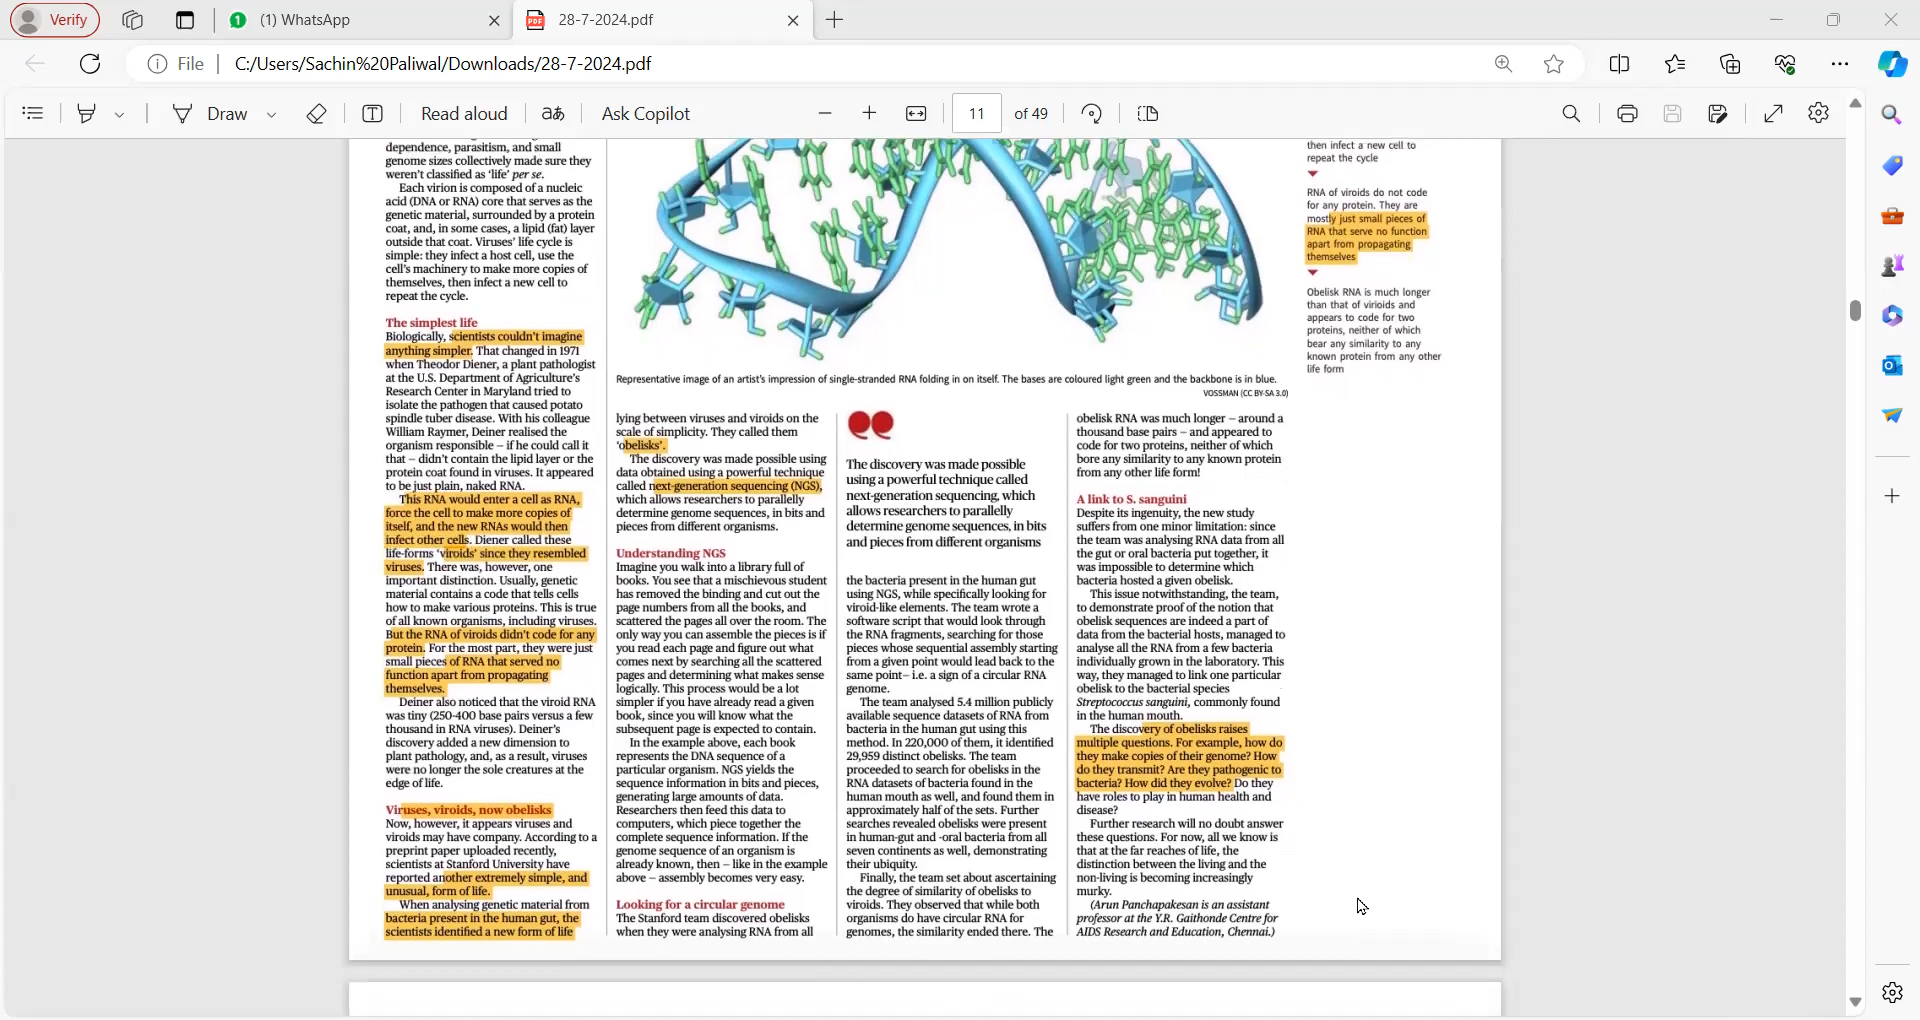 Verify
1
(1) WhatsApp
PDF
28-7-2024.pdf
File
C:/Users/Sachin%20Paliwal/Downloads/28-7-2024.pdf
Draw
T
Read aloud
aあ
Ask Copilot
11
of 49
dependence, parasitism, and small
genome sizes collectively made sure they
weren't classified as 'life' per se.
Each virion is composed of a nucleic
acid (DNA or RNA) core that serves as the
genetic material, surrounded by a protein
coat, and, in some cases, a lipid (fat) layer
outside that coat. Viruses' life cycle is
simple: they infect a host cell, use the
cell's machinery to make more copies of
themselves, then infect a new cell to
repeat the cycle.
The simplest life
Biologically, scientists couldn't imagine
anything simpler. That changed in 1971
when Theodor Diener, a plant pathologist
at the U.S. Department of Agriculture's
Research Center in Maryland tried to
isolate the pathogen that caused potato
spindle tuber disease. With his colleague
William Raymer, Deiner realised the
organism responsible – if he could call it
that – didn't contain the lipid layer or the
protein coat found in viruses. It appeared
to be just plain, naked RNA.
This RNA would enter a cell as RNA,
force the cell to make more copies of
itself, and the new RNAs would then
infect other cells. Diener called these
life-forms 'viroids' since they resembled
viruses. There was, however, one
important distinction. Usually, genetic
material contains a code that tells cells
how to make various proteins. This is true
of all known organisms, including viruses.
But the RNA of viroids didn't code for any
protein. For the most part, they were just
small pieces of RNA that served no
function apart from propagating
themselves.
Deiner also noticed that the viroid RNA
was tiny (250-400 base pairs versus a few
thousand in RNA viruses). Deiner's
discovery added a new dimension to
plant pathology, and, as a result, viruses
were no longer the sole creatures at the
edge of life.
Viruses, viroids, now obelisks
Now, however, it appears viruses and
viroids may have company. According to a
preprint paper uploaded recently,
scientists at Stanford University have
reported another extremely simple, and
unusual, form of life.
When analysing genetic material from
bacteria present in the human gut, the
scientists identified a new form of life
Representative image of an artist's impression of single-stranded RNA folding in on itself. The bases are coloured light green and the backbone is in blue.
VOSSMAN (CC BY-SA 3.0)
lying between viruses and viroids on the
scale of simplicity. They called them
'obelisks'.
The discovery was made possible using
data obtained using a powerful technique
called next-generation sequencing (NGS),
which allows researchers to parallelly
determine genome sequences, in bits and
pieces from different organisms.
Understanding NGS
Imagine you walk into a library full of
books. You see that a mischievous student
has removed the binding and cut out the
page numbers from all the books, and
scattered the pages all over the room. The
only way you can assemble the pieces is if
you read each page and figure out what
comes next by searching all the scattered
pages and determining what makes sense
logically. This process would be a lot
simpler if you have already read a given
book, since you will know what the
subsequent page is expected to contain.
In the example above, each book
represents the DNA sequence of a
particular organism. NGS yields the
sequence information in bits and pieces,
generating large amounts of data.
Researchers then feed this data to
computers, which piece together the
complete sequence information. If the
genome sequence of an organism is
already known, then – like in the example
above – assembly becomes very easy.
Looking for a circular genome
The Stanford team discovered obelisks
when they were analysing RNA from all
The discovery was made possible
using a powerful technique called
next-generation sequencing, which
allows researchers to parallelly
determine genome sequences, in bits
and pieces from different organisms
the bacteria present in the human gut
using NGS, while specifically looking for
viroid-like elements. The team wrote a
software script that would look through
the RNA fragments, searching for those
pieces whose sequential assembly starting
from a given point would lead back to the
same point– i.e. a sign of a circular RNA
genome.
The team analysed 5.4 million publicly
available sequence datasets of RNA from
bacteria in the human gut using this
method. In 220,000 of them, it identified
29,959 distinct obelisks. The team
proceeded to search for obelisks in the
RNA datasets of bacteria found in the
human mouth as well, and found them in
approximately half of the sets. Further
searches revealed obelisks were present
in human-gut and -oral bacteria from all
seven continents as well, demonstrating
their ubiquity.
Finally, the team set about ascertaining
the degree of similarity of obelisks to
viroids. They observed that while both
organisms do have circular RNA for
genomes, the similarity ended there. The
obelisk RNA was much longer – around a
thousand base pairs – and appeared to
code for two proteins, neither of which
bore any similarity to any known protein
from any other life form!
A link to S. sanguini
Despite its ingenuity, the new study
suffers from one minor limitation: since
the team was analysing RNA data from all
the gut or oral bacteria put together, it
was impossible to determine which
bacteria hosted a given obelisk.
This issue notwithstanding, the team,
to demonstrate proof of the notion that
obelisk sequences are indeed a part of
data from the bacterial hosts, managed to
analyse all the RNA from a few bacteria
individually grown in the laboratory. This
way, they managed to link one particular
obelisk to the bacterial species
Streptococcus sanguini, commonly found
in the human mouth.
The discovery of obelisks raises
multiple questions. For example, how do
they make copies of their genome? How
do they transmit? Are they pathogenic to
bacteria? How did they evolve? Do they
have roles to play in human health and
disease?
Further research will no doubt answer
these questions. For now, all we know is
that at the far reaches of life, the
distinction between the living and the
non-living is becoming increasingly
murky.
(Arun Panchapakesan is an assistant
professor at the Y.R. Gaithonde Centre for
AIDS Research and Education, Chennai.)
then infect a new cell to
repeat the cycle
RNA of viroids do not code
for any protein. They are
mostly just small pieces of
RNA that serve no function
apart from propagating
themselves
Obelisk RNA is much longer
than that of virioids and
appears to code for two
proteins, neither of which
bear any similarity to any
known protein from any other
life form